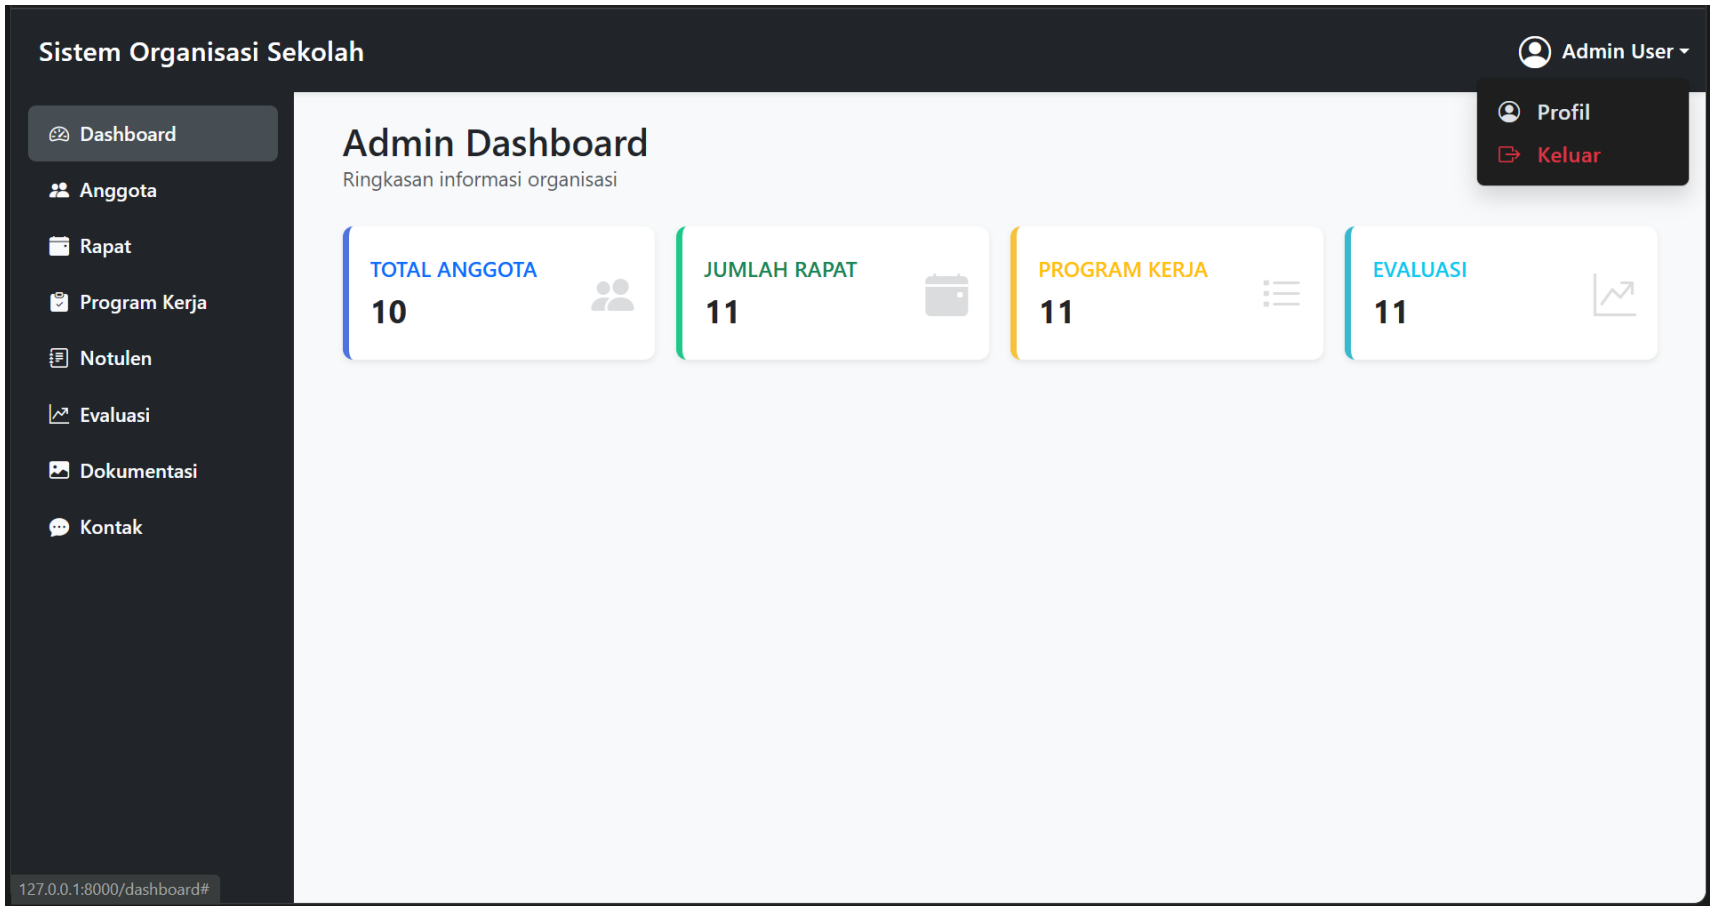 Sistem Organisasi Sekolah
Admin User
Profil
Keluar
Dashboard
Anggota
Rapat
Program Kerja
Notulen
Evaluasi
Dokumentasi
Kontak
Admin Dashboard
Ringkasan informasi organisasi
TOTAL ANGGOTA
10
JUMLAH RAPAT
11
PROGRAM KERJA
11
EVALUASI
11
127.0.0.1:8000/dashboard#